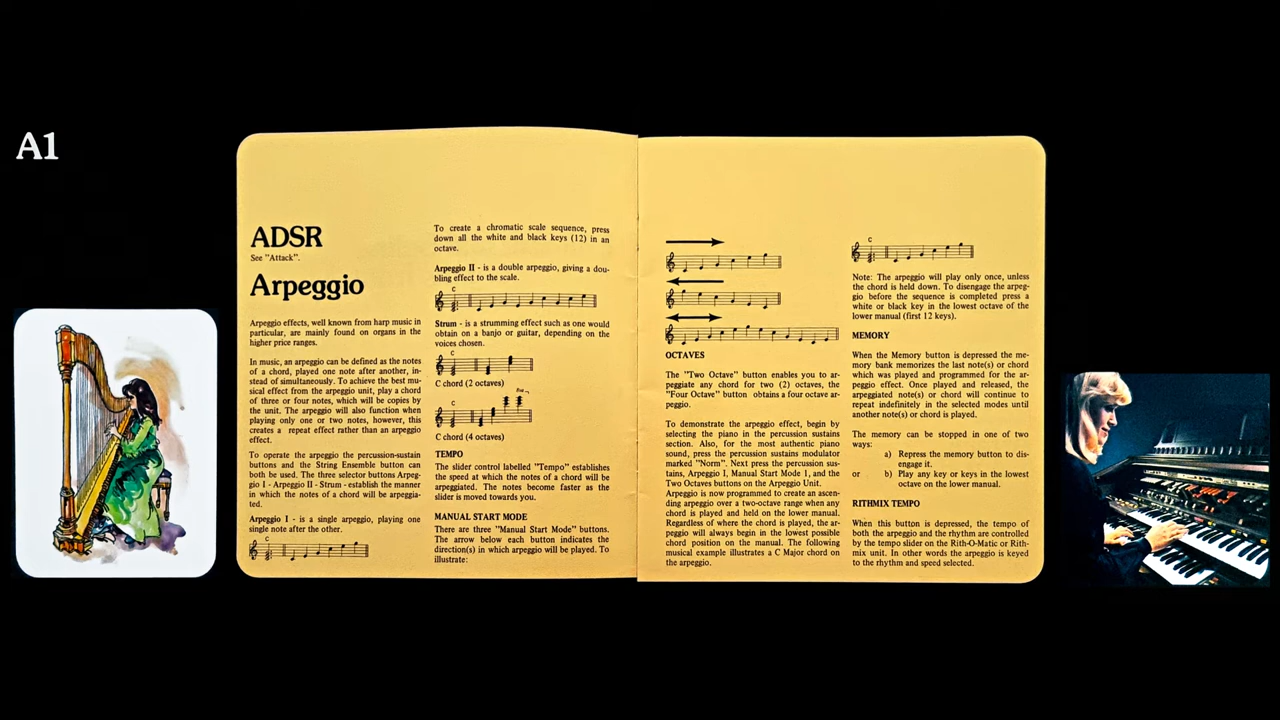 A1
ADSR
See "Attack".
Arpeggio
Arpeggio effects, well known from harp music in
particular, are mainly found on organs in the
higher price ranges.
In music, an arpeggio can be defined as the notes
of a chord, played one note after another, in-
stead of simultaneously. To achieve the best mu-
sical effect from the arpeggio unit, play a chord
of three or four notes, which will be copies by
the unit. The arpeggio will also function when
playing only one or two notes, however, this
creates a repeat effect rather than an arpeggio
effect.
To operate the arpeggio the percussion-sustain
buttons and the String Ensemble button can
both be used. The three selector buttons Arpeg-
gio I - Arpeggio II - Strum - establish the manner
in which the notes of a chord will be arpeggia-
ted.
Arpeggio I - is a single arpeggio, playing one
single note after the other.
C
To create a chromatic scale sequence, press
down all the white and black keys (12) in an
octave.
Arpeggio II - is a double arpeggio, giving a dou-
bling effect to the scale.
C
Strum - is a strumming effect such as one would
obtain on a banjo or guitar, depending on the
voices chosen.
C
C chord (2 octaves)
C
C chord (4 octaves)
TEMPO
The slider control labelled "Tempo" establishes
the speed at which the notes of a chord will be
arpeggiated. The notes become faster as the
slider is moved towards you.
MANUAL START MODE
There are three "Manual Start Mode" buttons.
The arrow below each button indicates the
direction(s) in which arpeggio will be played. To
illustrate:
OCTAVES
The "Two Octave" button enables you to ar-
peggiate any chord for two (2) octaves, the
"Four Octave" button obtains a four octave ar-
peggio.
To demonstrate the arpeggio effect, begin by
selecting the piano in the percussion sustains
section. Also, for the most authentic piano
sound, press the percussion sustains modulator
marked "Norm". Next press the percussion sus-
tains, Arpeggio I, Manual Start Mode 1, and the
Two Octaves buttons on the Arpeggio Unit.
Arpeggio is now programmed to create an ascen-
ding arpeggio over a two-octave range when any
chord is played and held on the lower manual.
Regardless of where the chord is played, the ar-
peggio will always begin in the lowest possible
chord position on the manual. The following
musical example illustrates a C Major chord on
the arpeggio.
C
Note: The arpeggio will play only once, unless
the chord is held down. To disengage the arpeg-
gio before the sequence is completed press a
white or black key in the lowest octave of the
lower manual (first 12 keys).
MEMORY
When the Memory button is depressed the me-
mory bank memorizes the last note(s) or chord
which was played and programmed for the ar-
peggio effect. Once played and released, the
arpeggiated note(s) or chord will continue to
repeat indefinitely in the selected modes until
another note(s) or chord is played.
The memory can be stopped in one of two
ways:
a) Repress the memory button to dis-
engage it.
or b) Play any key or keys in the lowest
octave on the lower manual.
RITHMIX TEMPO
When this button is depressed, the tempo of
both the arpeggio and the rhythm are controlled
by the tempo slider on the Rith-O-Matic or Rith-
mix unit. In other words the arpeggio is keyed
to the rhythm and speed selected.